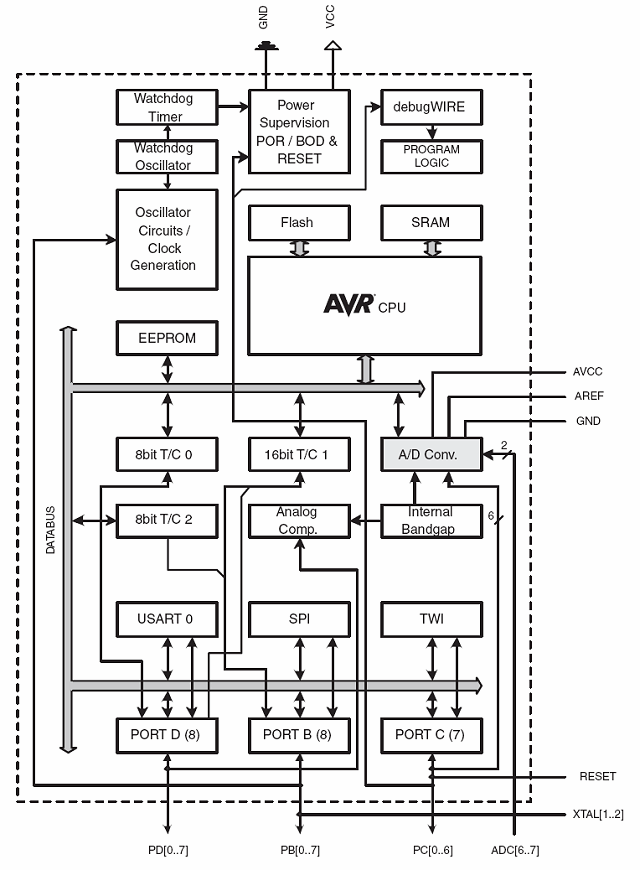 GND
VCC
Watchdog
Timer
Power
Supervision
POR / BOD &
RESET
debugWIRE
Watchdog
Oscillator
PROGRAM
LOGIC
Oscillator
Circuits /
Clock
Generation
Flash
SRAM
AVR® CPU
EEPROM
AVCC
AREF
GND
8bit T/C 0
16bit T/C 1
A/D Conv.
2
8bit T/C 2
Analog
Comp.
Internal
Bandgap
6
DATABUS
USART 0
SPI
TWI
PORT D (8)
PORT B (8)
PORT C (7)
RESET
XTAL[1..2]
PD[0..7]
PB[0..7]
PC[0..6]
ADC[6..7]